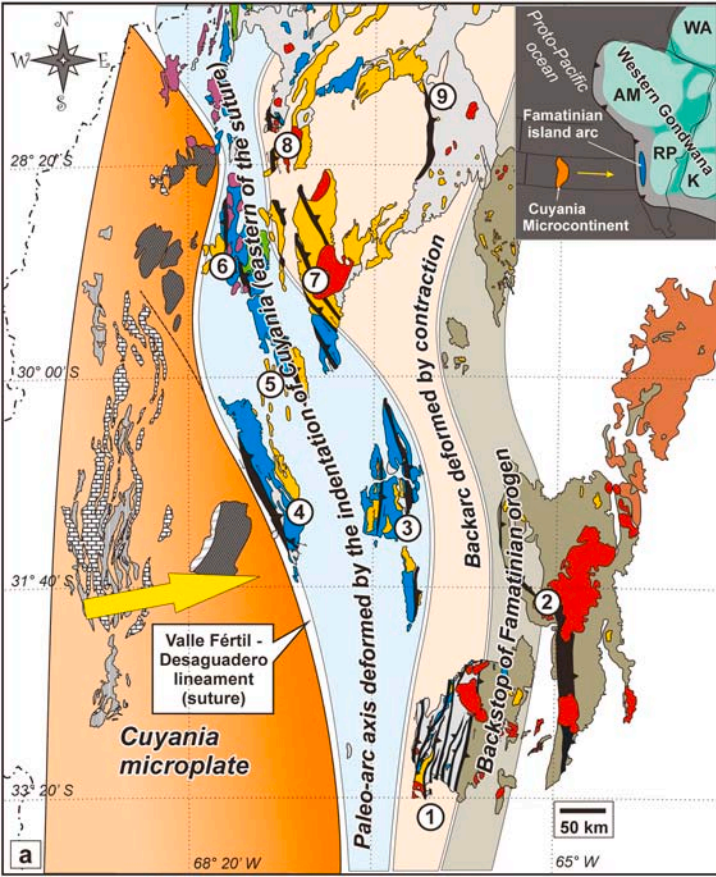 N
W
E
S
28° 20' S
30° 00' S
31° 40' S
33° 20' S
68° 20' W
65° W
Proto-Pacific
ocean
WA
AM
Western Gondwana
RP
K
Famatinian
island arc
Cuyania
Microcontinent
9
8
7
6
5
4
3
2
1
Paleo-arc axis deformed by the indentation of Cuyania (eastern of the suture)
Backarc deformed by contraction
Backstop of Famatinian orogen
Valle Fértil -
Desaguadero
lineament
(suture)
Cuyania
microplate
50 km
a